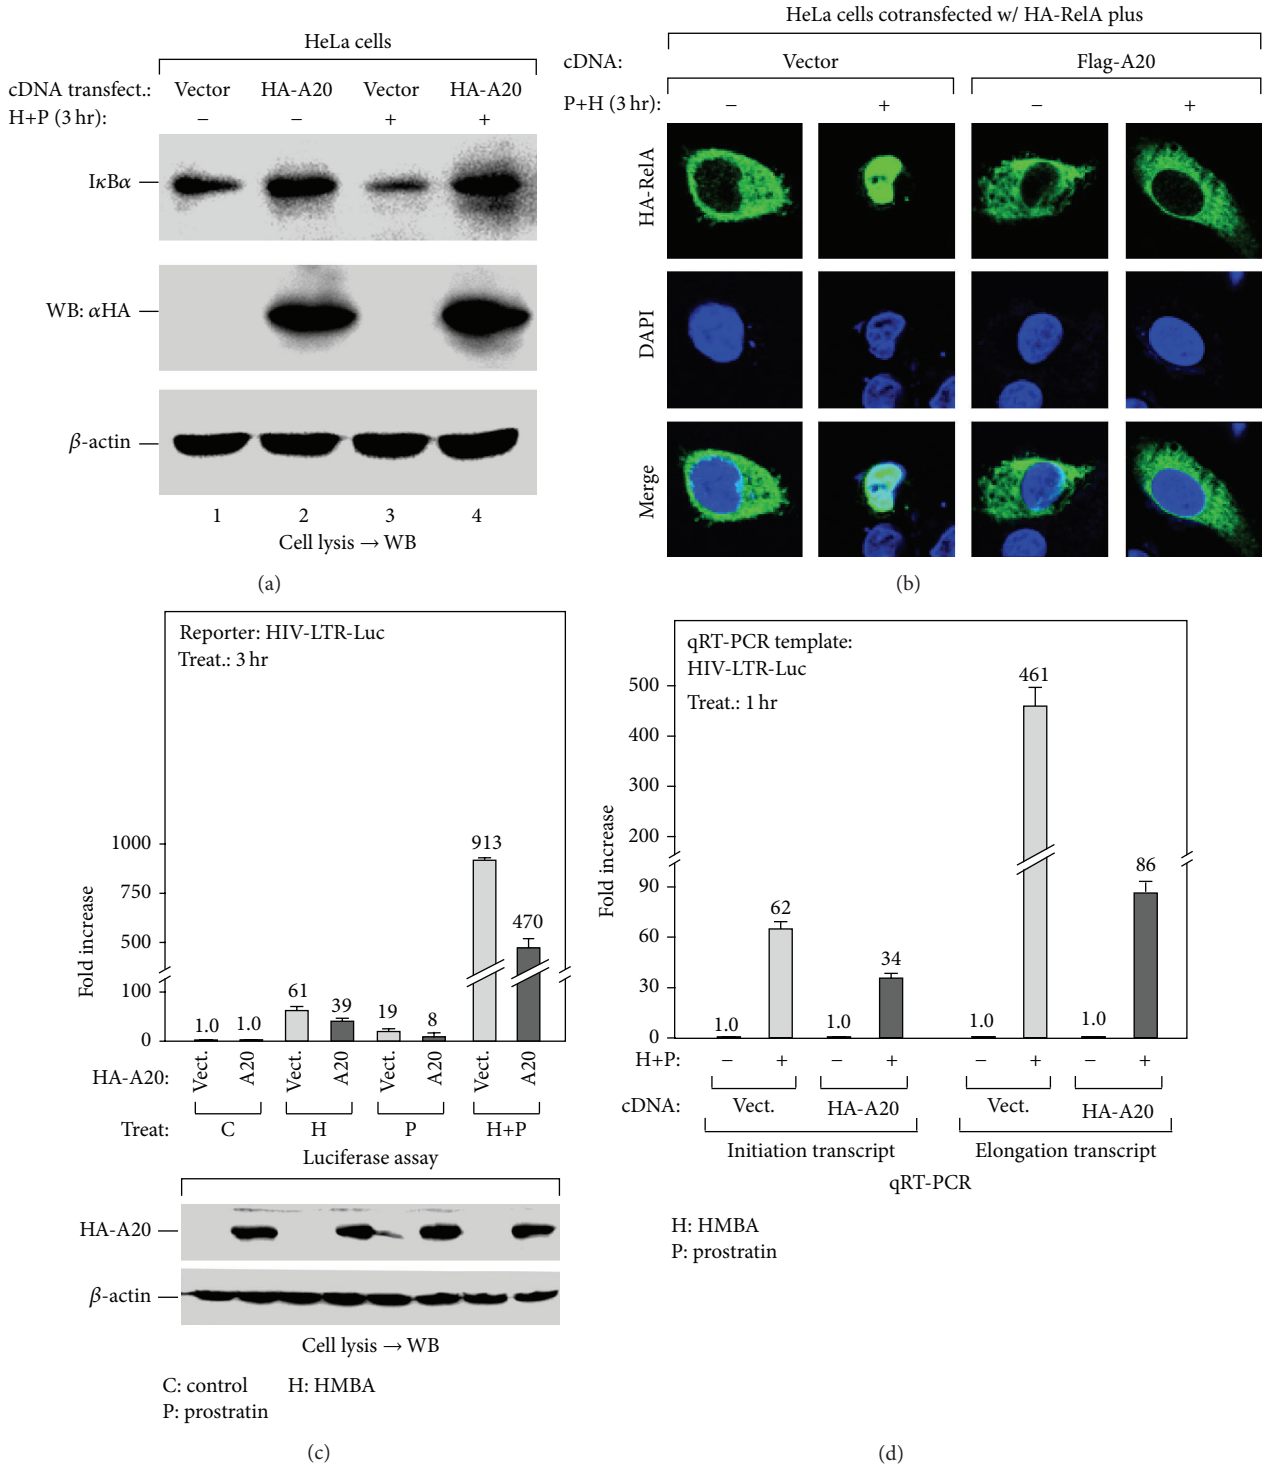 HeLa cells
cDNA transfect.: Vector HA-A20 Vector HA-A20
H+P (3 hr): − − + +
IκBα
WB: αHA
β-actin
1 2 3 4
Cell lysis → WB
(a)
HeLa cells cotransfected w/ HA-RelA plus
cDNA: Vector Flag-A20
P+H (3 hr): − + − +
HA-RelA
DAPI
Merge
(b)
Reporter: HIV-LTR-Luc
Treat.: 3 hr
Fold increase
1000
750
500
100
0
1.0 1.0 61 39 19 8 913 470
HA-A20: Vect. A20 Vect. A20 Vect. A20 Vect. A20
Treat: C H P H+P
Luciferase assay
HA-A20
β-actin
Cell lysis → WB
C: control H: HMBA
P: prostratin
(c)
qRT-PCR template:
HIV-LTR-Luc
Treat.: 1 hr
Fold increase
500
400
300
200
90
60
30
0
1.0 62 1.0 34 1.0 461 1.0 86
H+P: − + − + − + − +
cDNA: Vect. HA-A20 Vect. HA-A20
Initiation transcript Elongation transcript
qRT-PCR
H: HMBA
P: prostratin
(d)